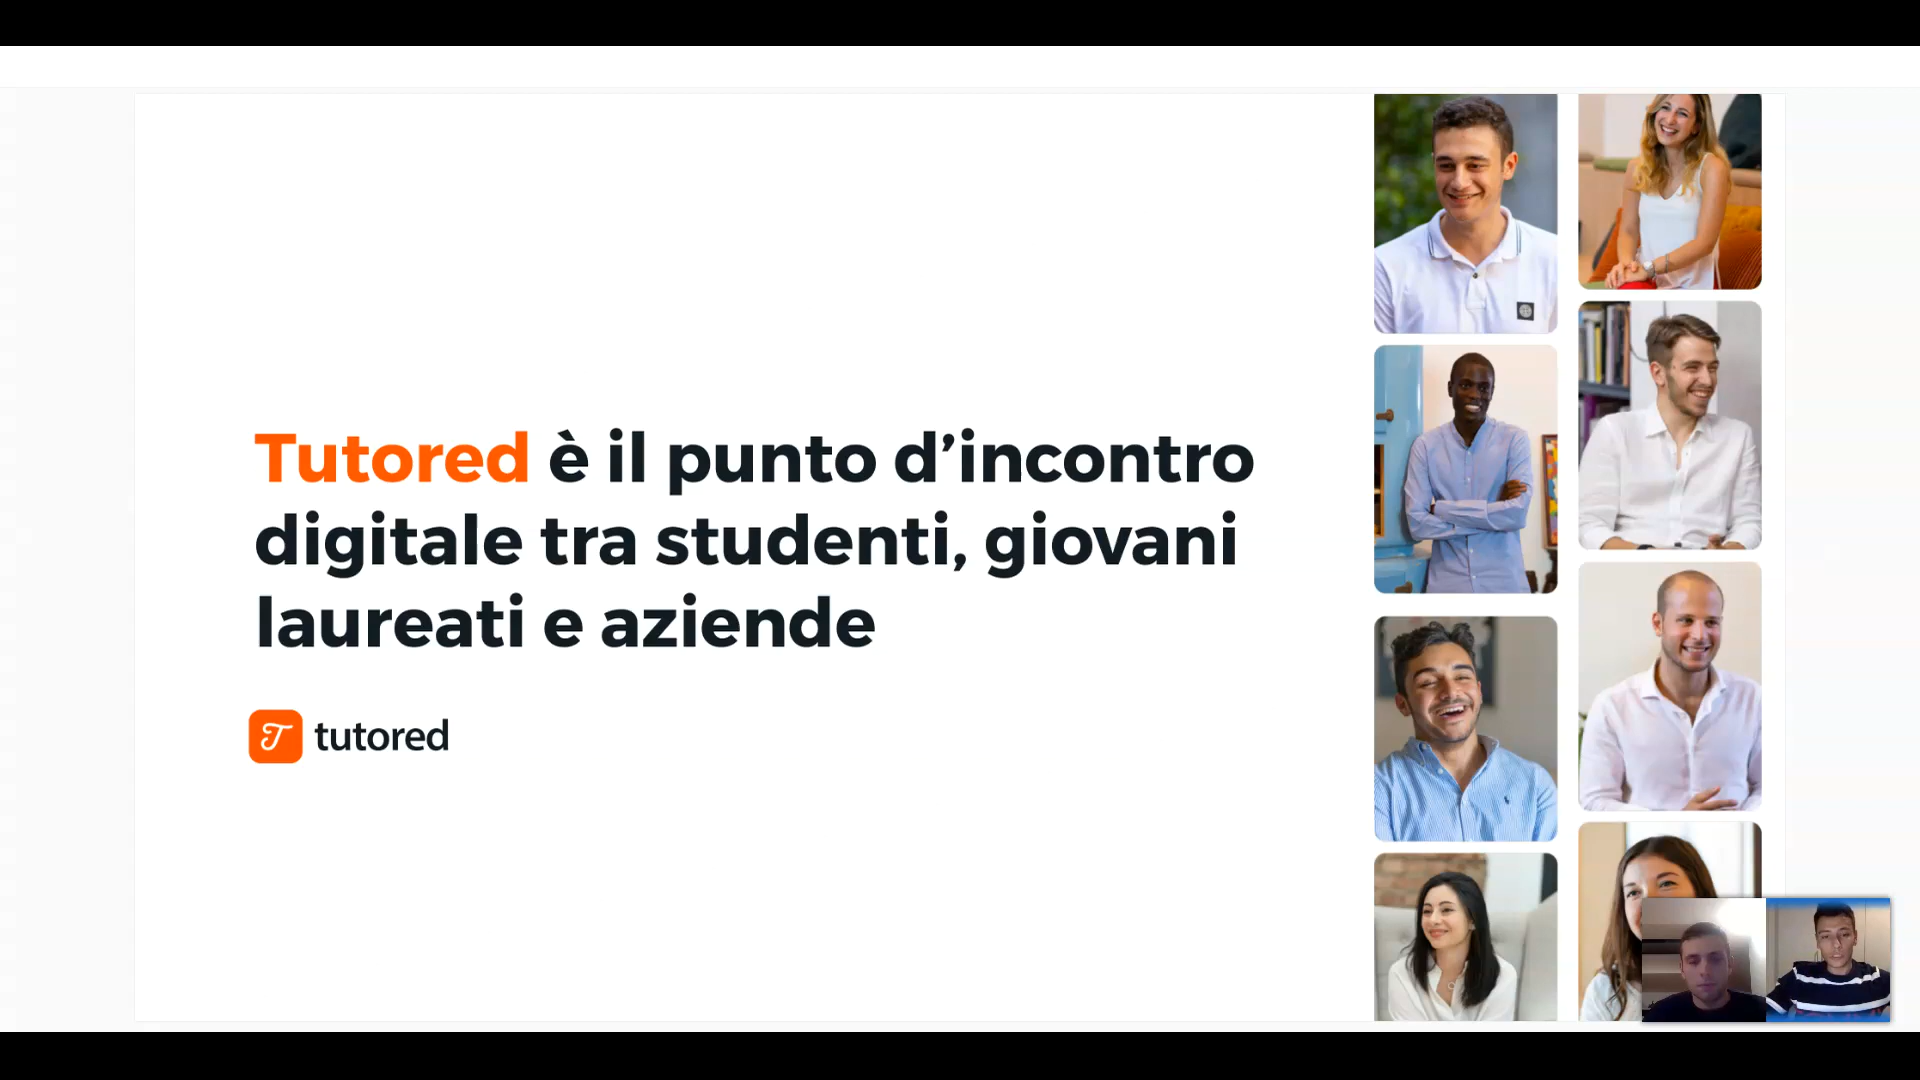 Tutored è il punto d’incontro
digitale tra studenti, giovani
laureati e aziende
tutored